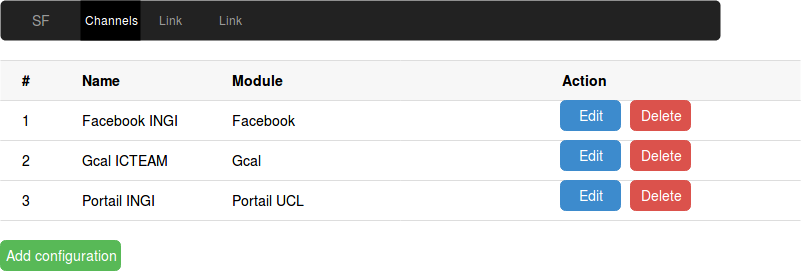 SF Channels Link Link
# Name Module Action
1 Facebook INGI Facebook Edit Delete
2 Gcal ICTEAM Gcal Edit Delete
3 Portail INGI Portail UCL Edit Delete
Add configuration